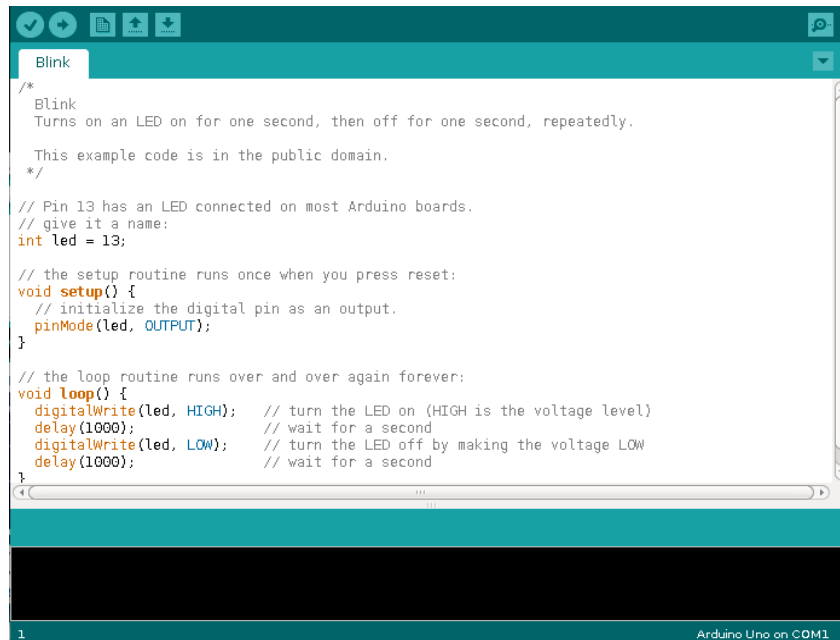 Blink
/*
  Blink
  Turns on an LED on for one second, then off for one second, repeatedly.

  This example code is in the public domain.
 */

// Pin 13 has an LED connected on most Arduino boards.
// give it a name:
int led = 13;

// the setup routine runs once when you press reset:
void setup() {
  // initialize the digital pin as an output.
  pinMode(led, OUTPUT);
}

// the loop routine runs over and over again forever:
void loop() {
  digitalWrite(led, HIGH);   // turn the LED on (HIGH is the voltage level)
  delay(1000);               // wait for a second
  digitalWrite(led, LOW);    // turn the LED off by making the voltage LOW
  delay(1000);               // wait for a second
}
1 Arduino Uno on COM1